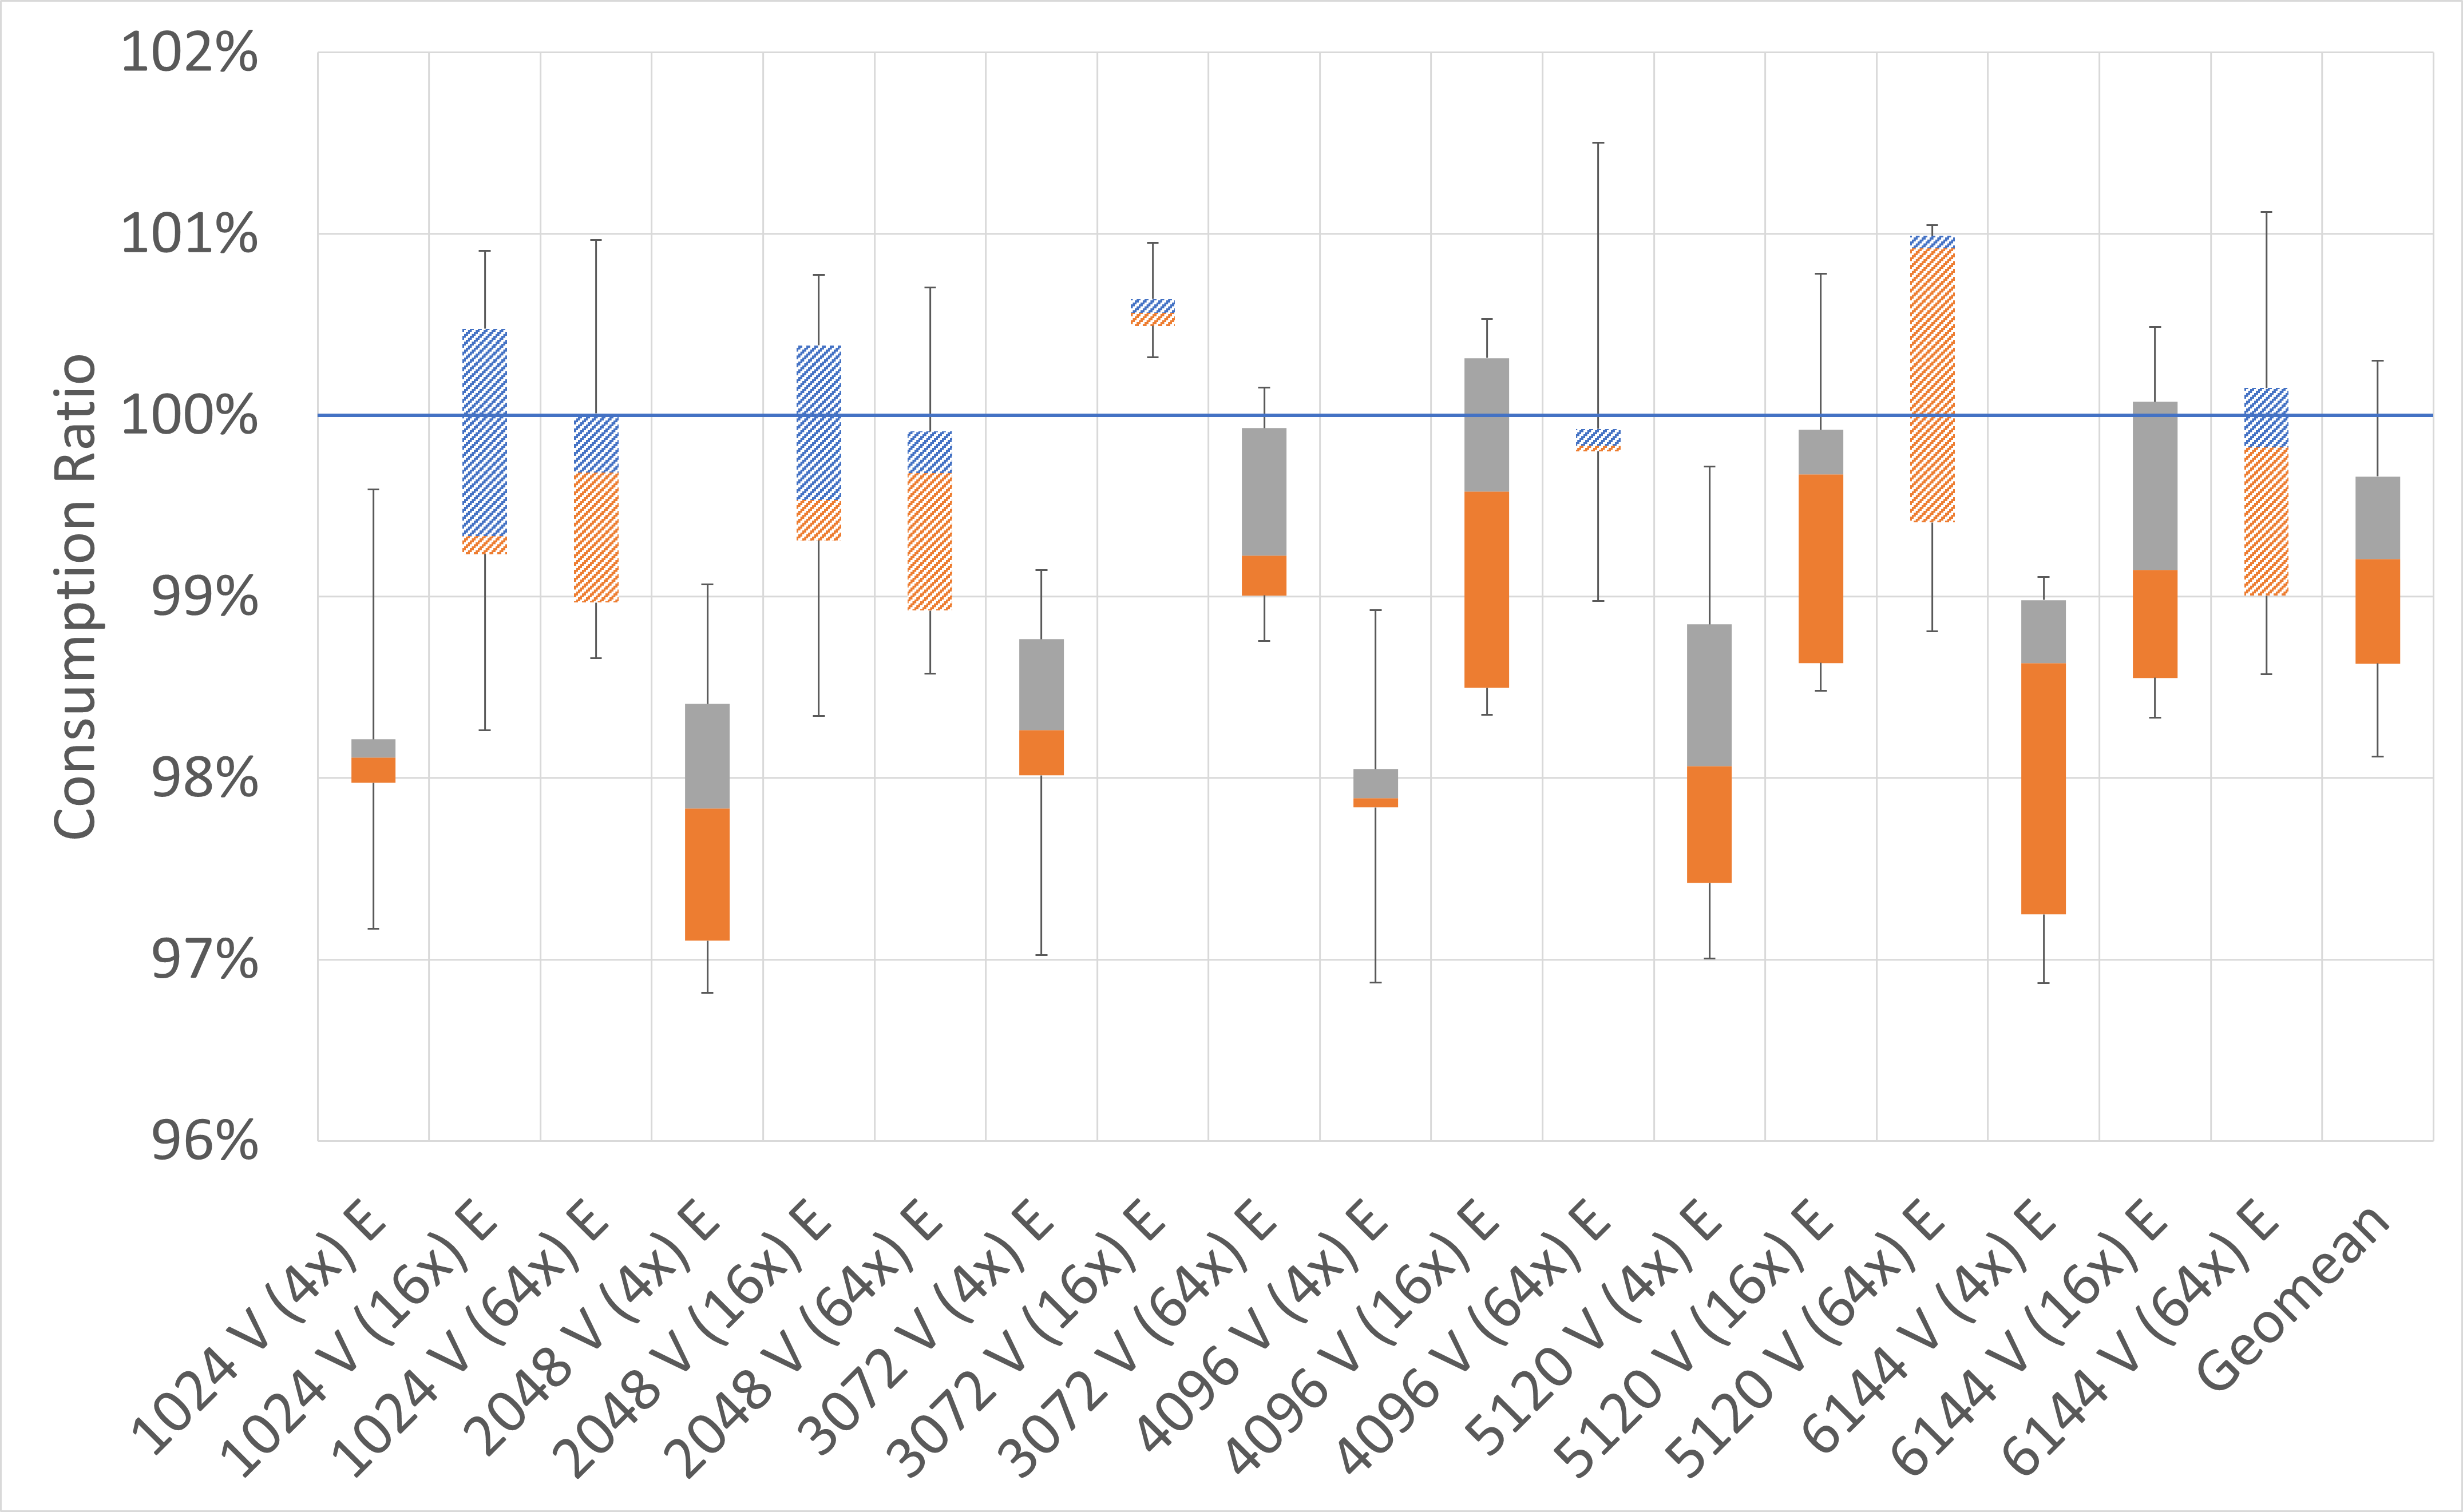 102%
101%
100%
99%
98%
97%
96%
Consumption Ratio
1024 V (4x) E
1024 V (16x) E
1024 V (64x) E
2048 V (4x) E
2048 V (16x) E
2048 V (64x) E
3072 V (4x) E
3072 V (16x) E
3072 V (64x) E
4096 V (4x) E
4096 V (16x) E
4096 V (64x) E
5120 V (4x) E
5120 V (16x) E
5120 V (64x) E
6144 V (4x) E
6144 V (16x) E
6144 V (64x) E
Geomean